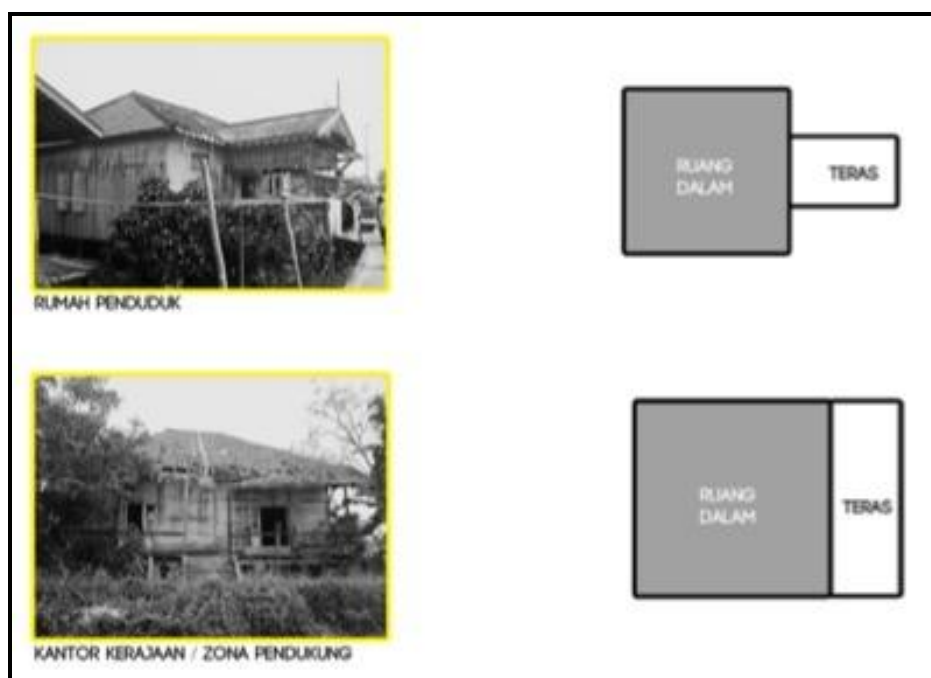 RUANG
DALAM
TERAS
RUMAH PENDUDUK
RUANG
DALAM
TERAS
KANTOR KERAJAAN / ZONA PENDUKUNG